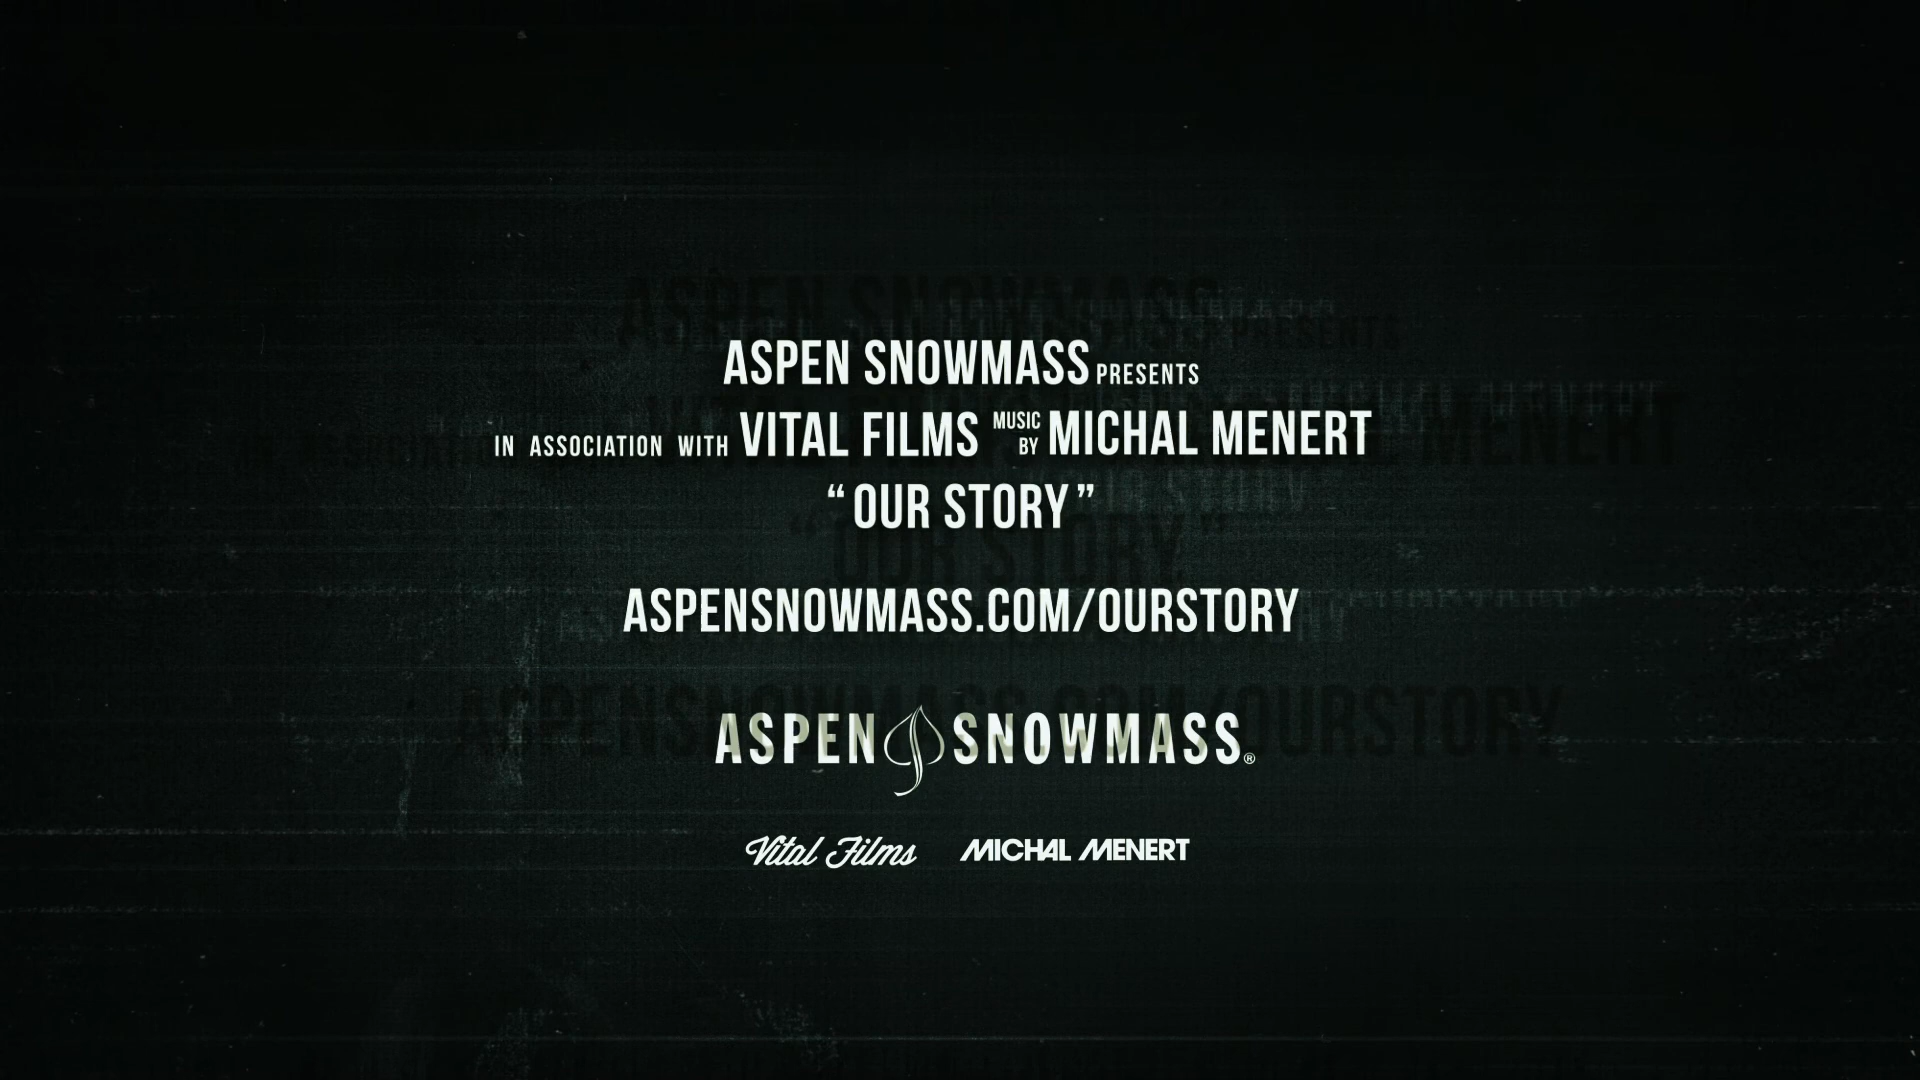 ASPEN SNOWMASS PRESENTS
IN ASSOCIATION WITH VITAL FILMS MUSIC BY MICHAL MENERT
“OUR STORY”
ASPENSNOWMASS.COM/OURSTORY
ASPEN SNOWMASS®
Vital Films MICHAL MENERT